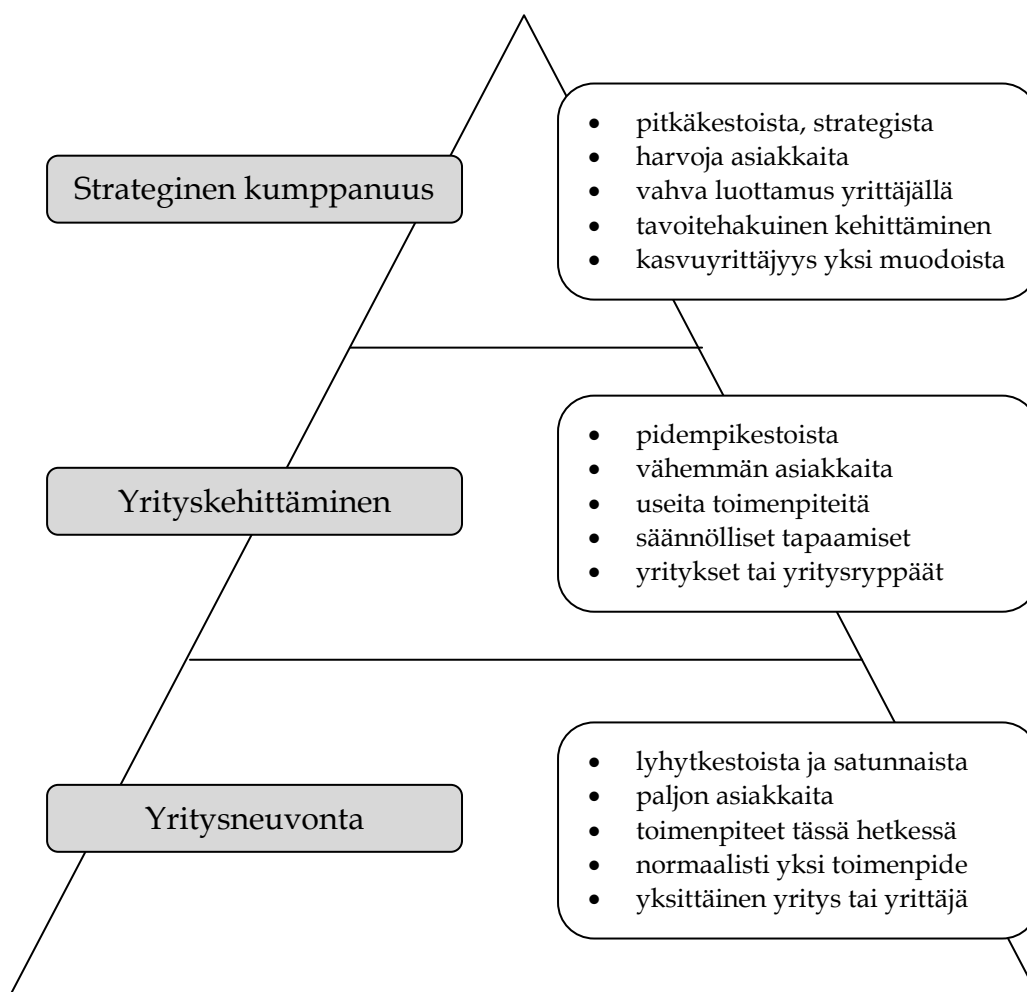 Strateginen kumppanuus
• pitkäkestoista, strategista
• harvoja asiakkaita
• vahva luottamus yrittäjällä
• tavoitehakuinen kehittäminen
• kasvuyrittäjyys yksi muodoista
Yrityskehittäminen
• pidempikestoista
• vähemmän asiakkaita
• useita toimenpiteitä
• säännölliset tapaamiset
• yritykset tai yritysryppäät
Yritysneuvonta
• lyhytkestoista ja satunnaista
• paljon asiakkaita
• toimenpiteet tässä hetkessä
• normaalisti yksi toimenpide
• yksittäinen yritys tai yrittäjä